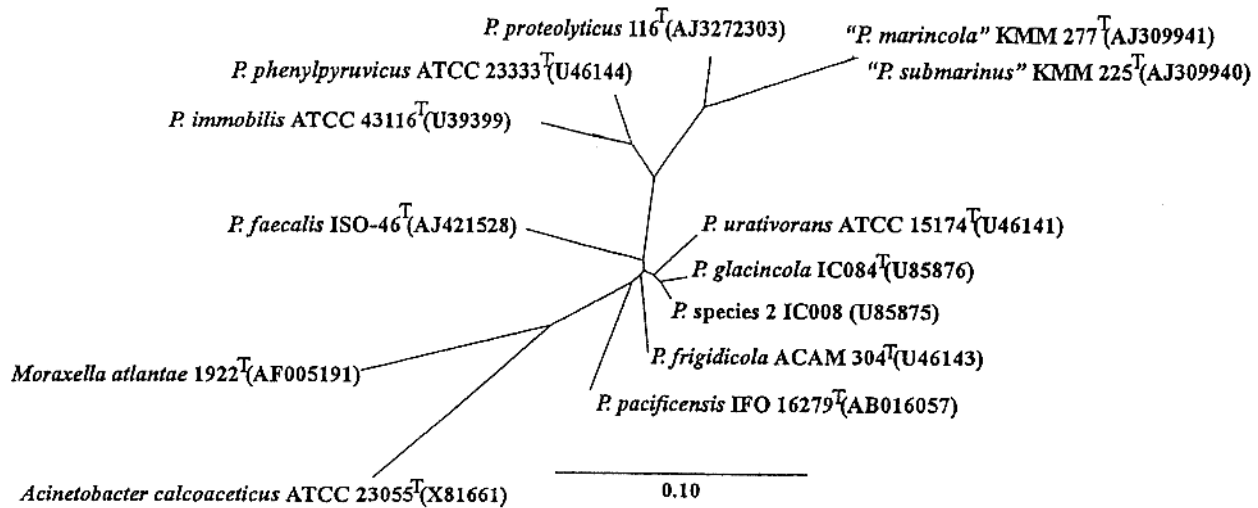 P. proteolyticus 116T(AJ3272303)
"P. marincola" KMM 277T(AJ309941)
P. phenylpyruvicus ATCC 23333T(U46144)
"P. submarinus" KMM 225T(AJ309940)
P. immobilis ATCC 43116T(U39399)
P. faecalis ISO-46T(AJ421528)
P. urativorans ATCC 15174T(U46141)
P. glacincola IC084T(U85876)
P. species 2 IC008 (U85875)
P. frigidicola ACAM 304T(U46143)
Moraxella atlantae 1922T(AF005191)
P. pacificensis IFO 16279T(AB016057)
Acinetobacter calcoaceticus ATCC 23055T(X81661)
0.10